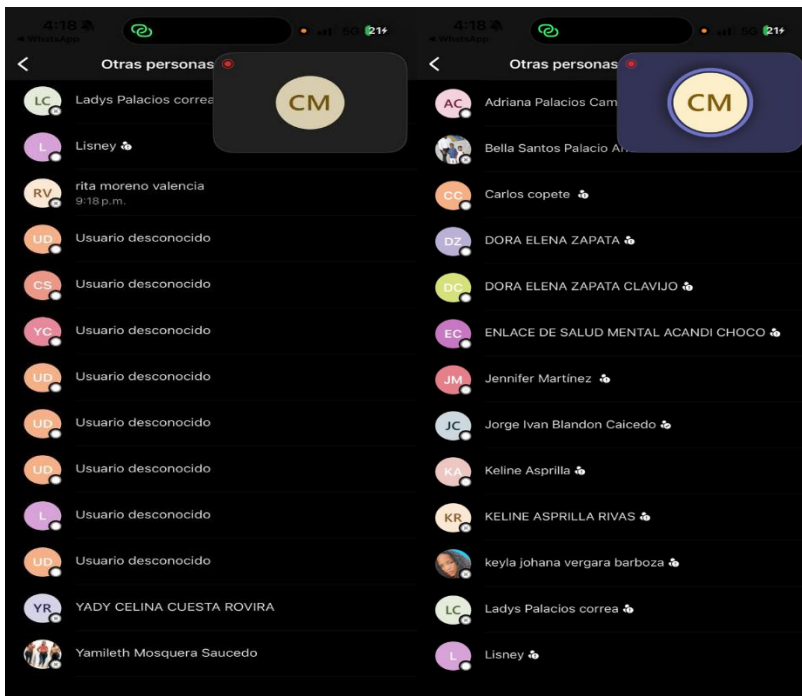 4:18
WhatsApp
5G 21
Otras personas
CM
LC Ladys Palacios correa
L Lisney
RV rita moreno valencia
9:18 p.m.
UD Usuario desconocido
CS Usuario desconocido
YC Usuario desconocido
UD Usuario desconocido
UD Usuario desconocido
UD Usuario desconocido
L Usuario desconocido
UD Usuario desconocido
YR YADY CELINA CUESTA ROVIRA
Yamileth Mosquera Saucedo
4:18
WhatsApp
5G 21
Otras personas
CM
AC Adriana Palacios Cam
Bella Santos Palacio
CC Carlos copete
DZ DORA ELENA ZAPATA
DC DORA ELENA ZAPATA CLAVIJO
EC ENLACE DE SALUD MENTAL ACANDI CHOCO
JM Jennifer Martínez
JC Jorge Ivan Blandon Caicedo
KA Keline Asprilla
KR KELINE ASPRILLA RIVAS
keyla johana vergara barboza
LC Ladys Palacios correa
L Lisney